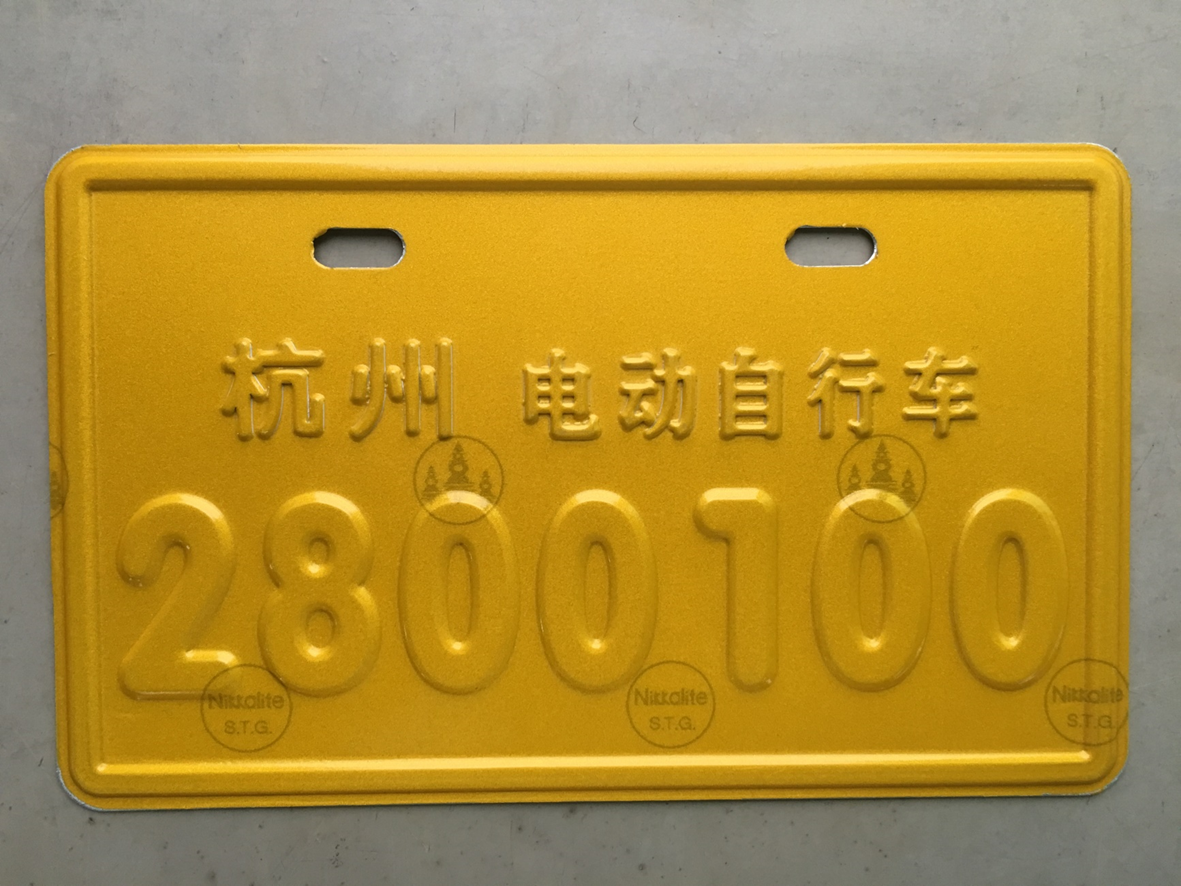 杭州 电动自行车
2800100
Nikkalite Nikkalite Nikkalite
S.T.G. S.T.G. S.T.G.